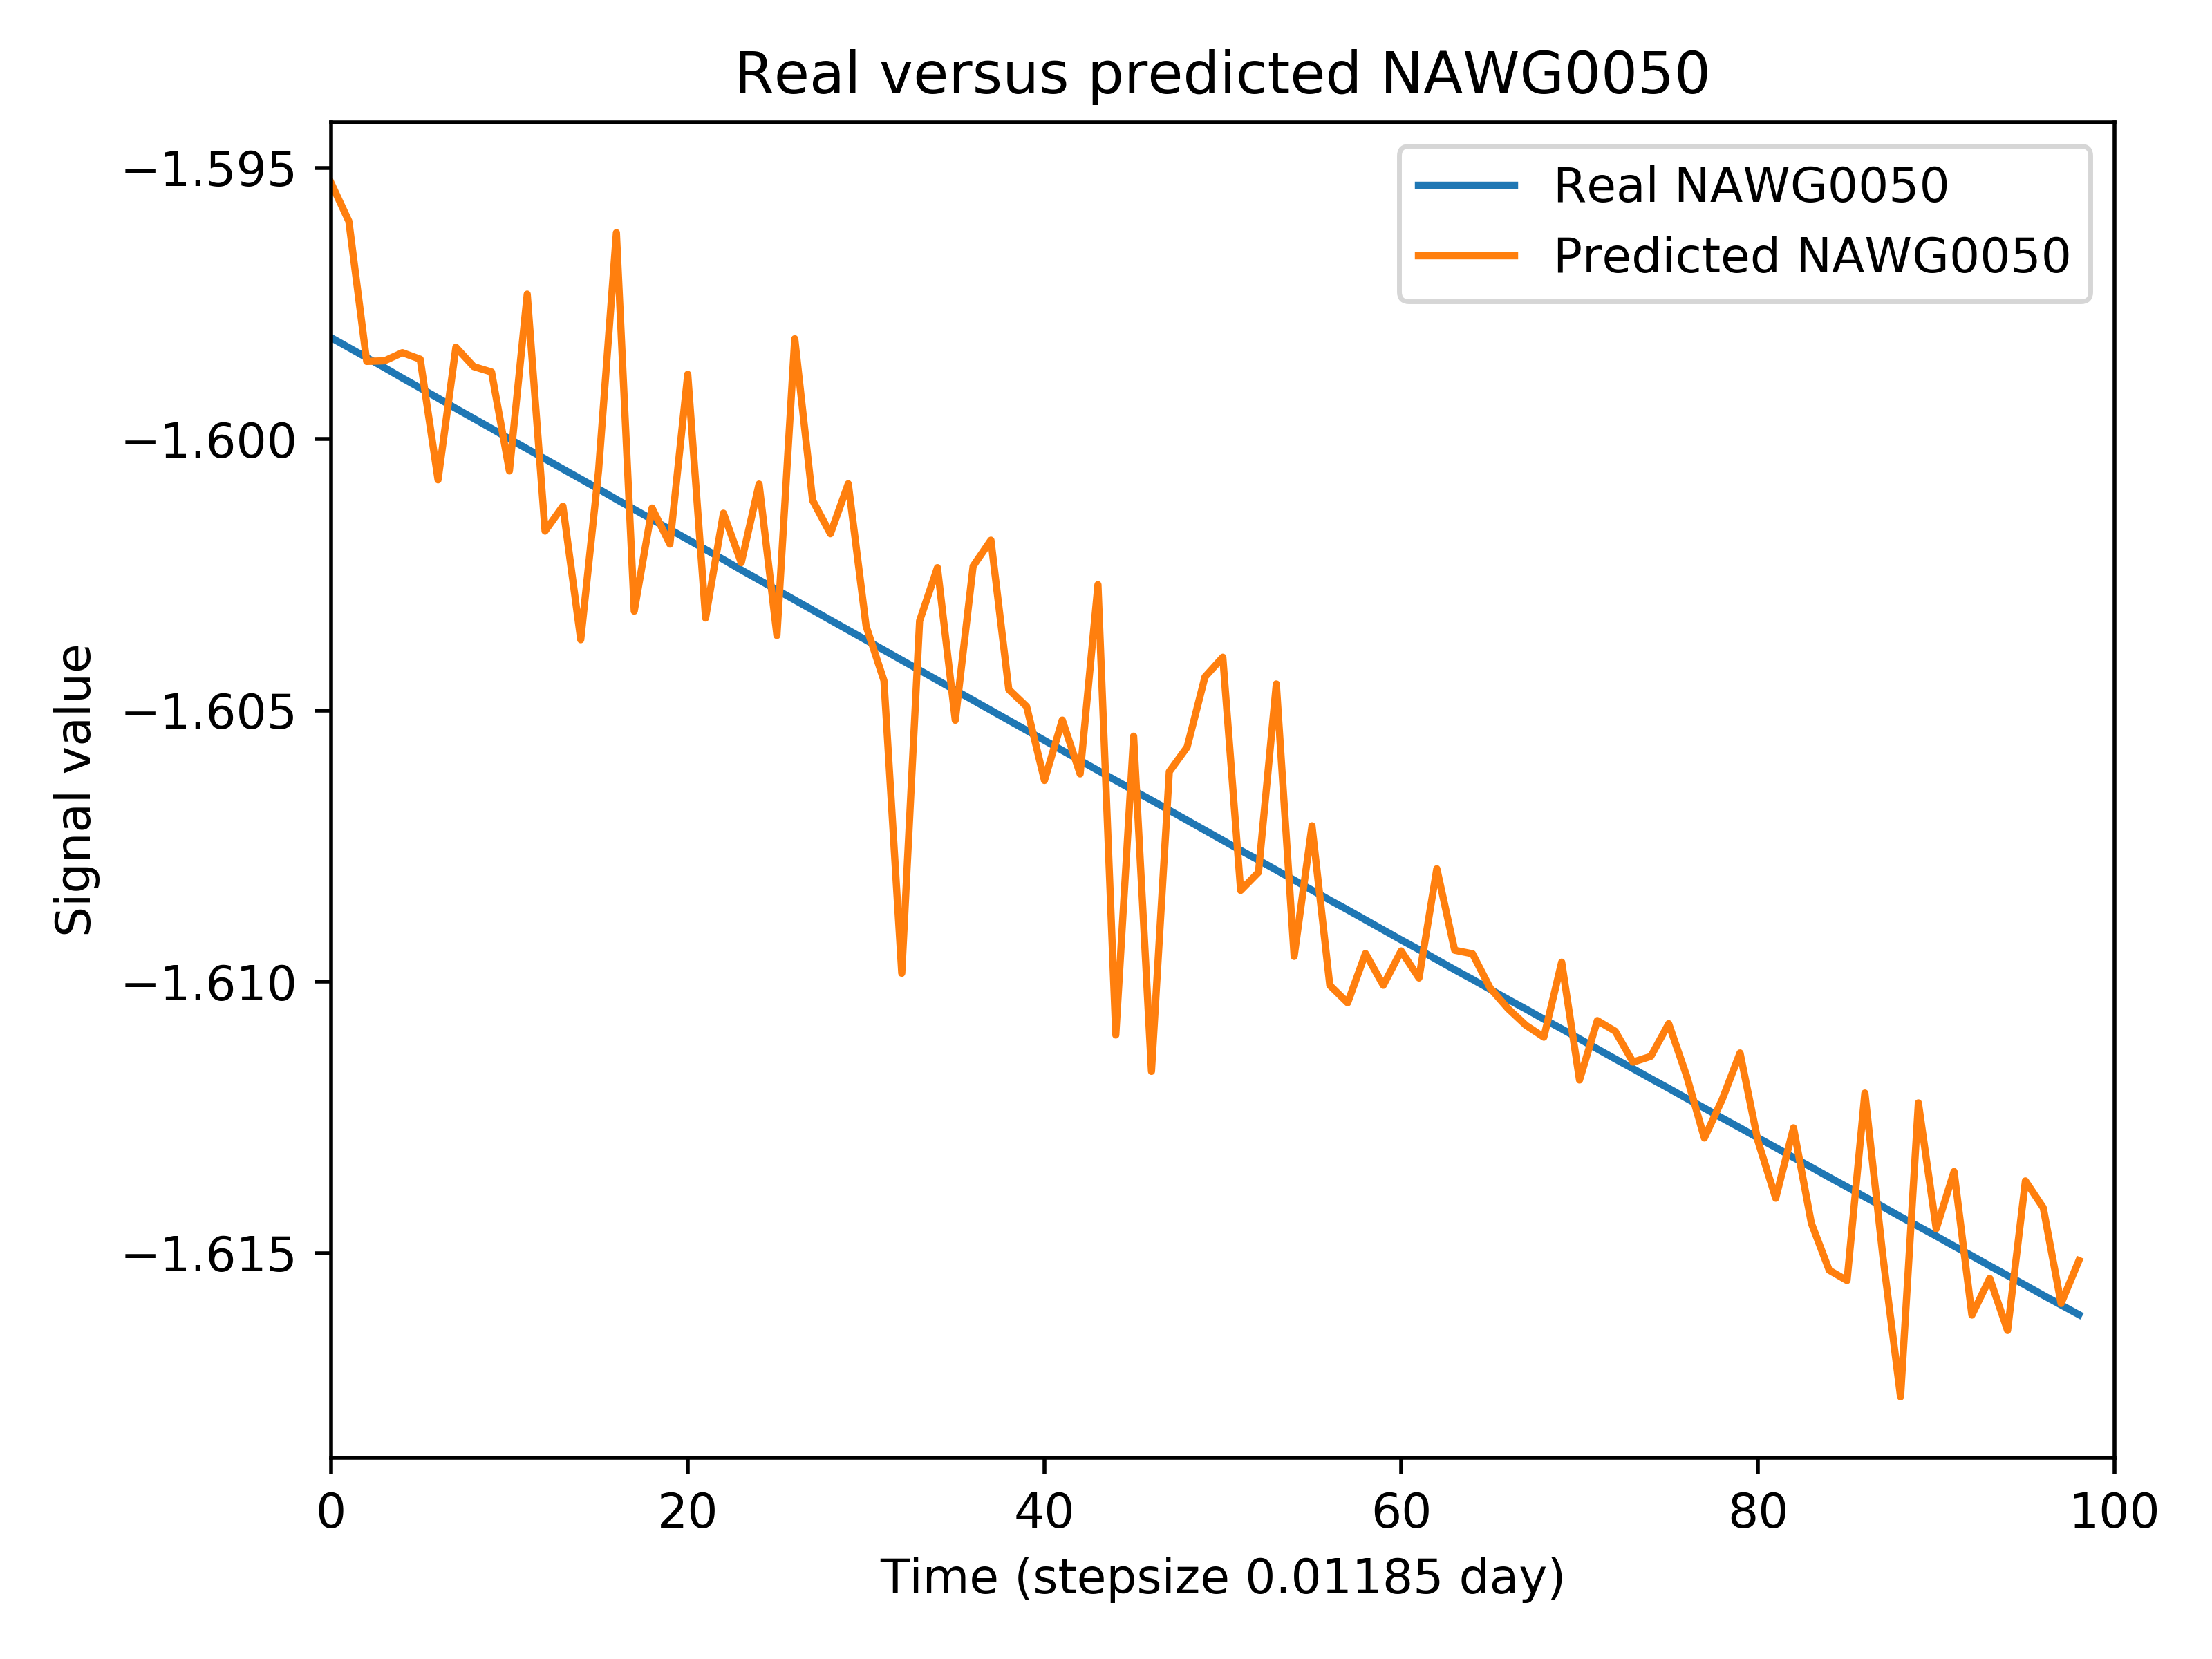 Real versus predicted NAWG0050
Real NAWG0050
Predicted NAWG0050
−1.595
−1.600
−1.605
−1.610
−1.615
Signal value
0 20 40 60 80 100
Time (stepsize 0.01185 day)